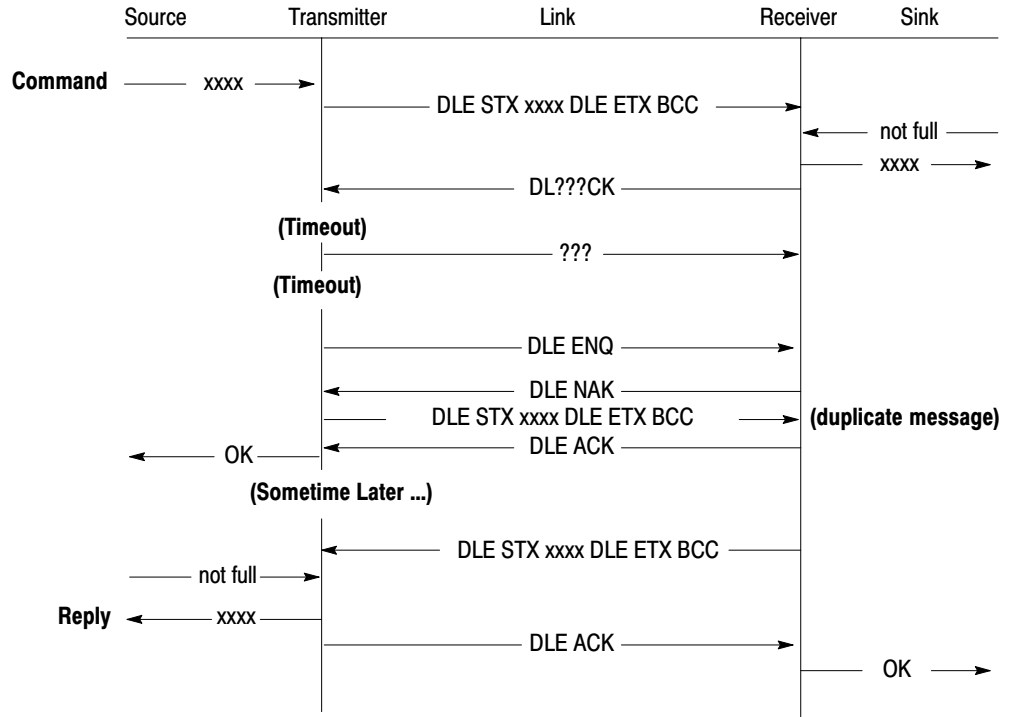 Source Transmitter Link Receiver Sink
Command xxxx
DLE STX xxxx DLE ETX BCC
not full
xxxx
DL???CK
(Timeout)
???
(Timeout)
DLE ENQ
DLE NAK
DLE STX xxxx DLE ETX BCC (duplicate message)
DLE ACK
OK
(Sometime Later ...)
DLE STX xxxx DLE ETX BCC
not full
Reply xxxx
DLE ACK
OK